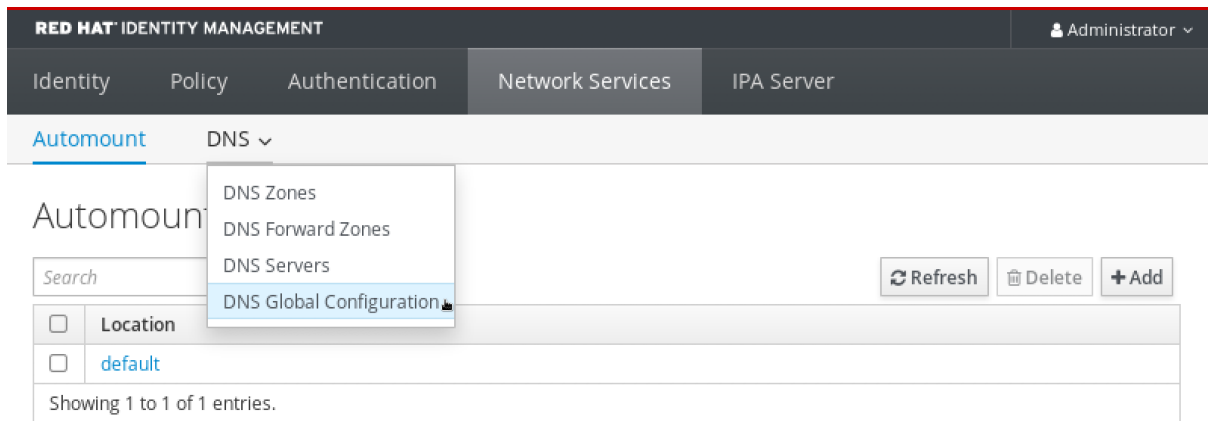 RED HAT IDENTITY MANAGEMENT Administrator
Identity Policy Authentication Network Services IPA Server
Automount DNS
DNS Zones
Automoun
DNS Forward Zones
Search DNS Servers Refresh Delete +Add
DNS Global Configuration
Location
default
Showing 1 to 1 of 1 entries.